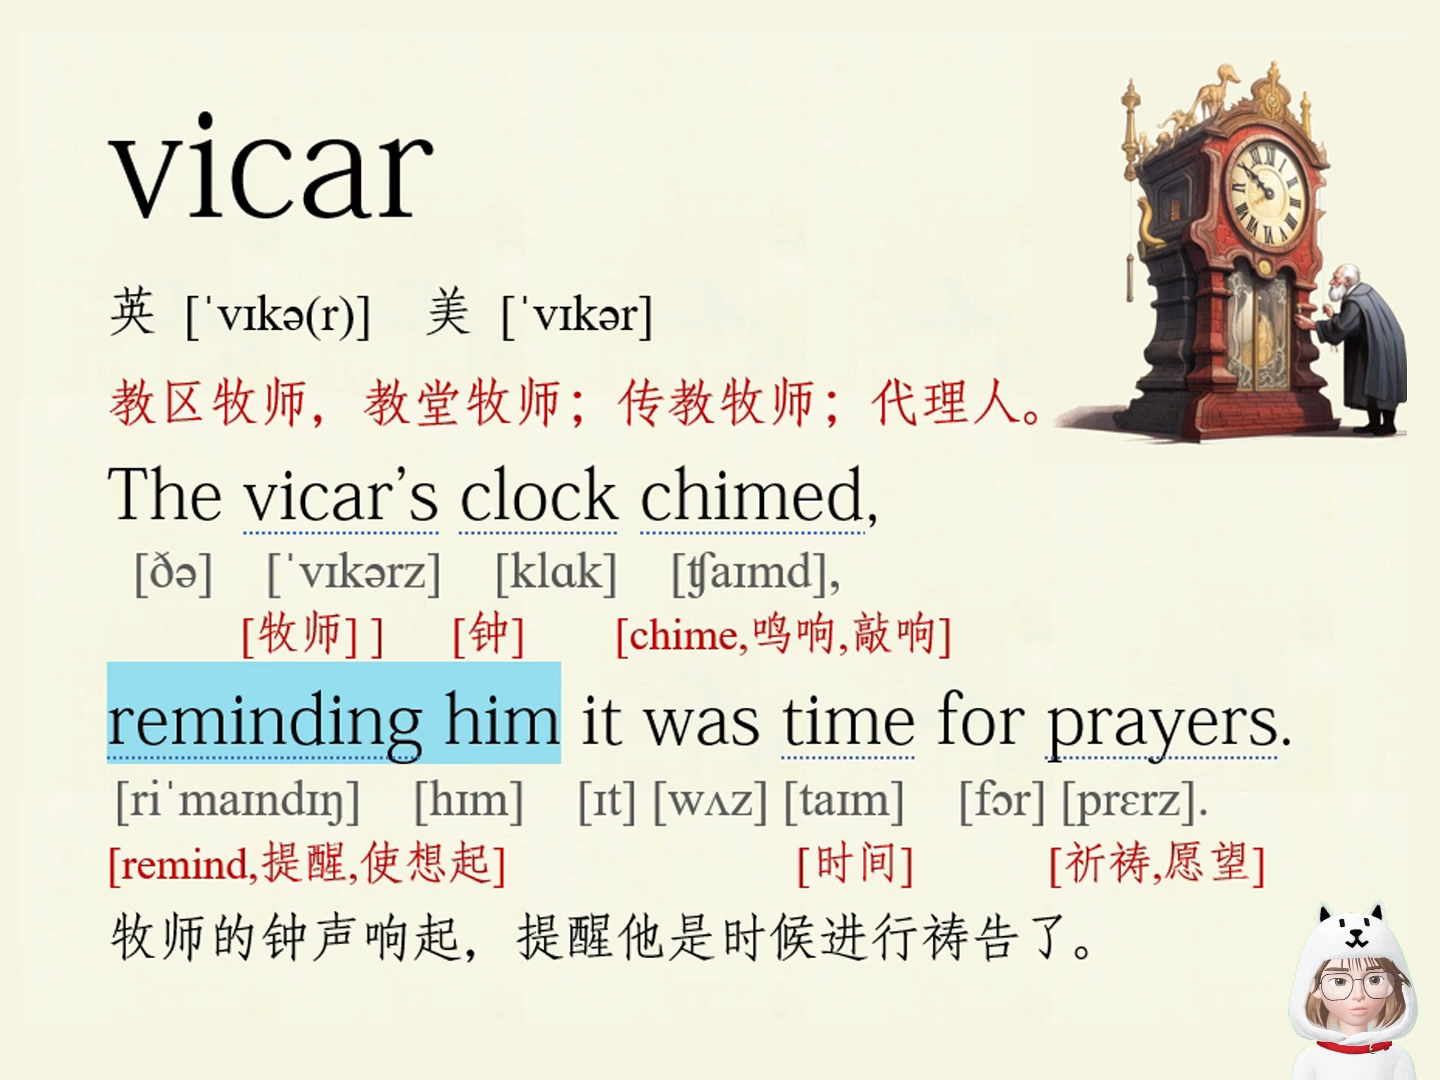 vicar
英 [ˈvɪkə(r)] 美 [ˈvɪkər]
教区牧师，教堂牧师；传教牧师；代理人。
The vicar’s clock chimed,
[ðə] [ˈvɪkərz] [klɑk] [ʧaɪmd],
[牧师] ] [钟] [chime,鸣响,敲响]
reminding him it was time for prayers.
[riˈmaɪndɪŋ] [hɪm] [ɪt] [wʌz] [taɪm] [fɔr] [prɛrz].
[remind,提醒,使想起] [时间] [祈祷,愿望]
牧师的钟声响起，提醒他是时候进行祷告了。